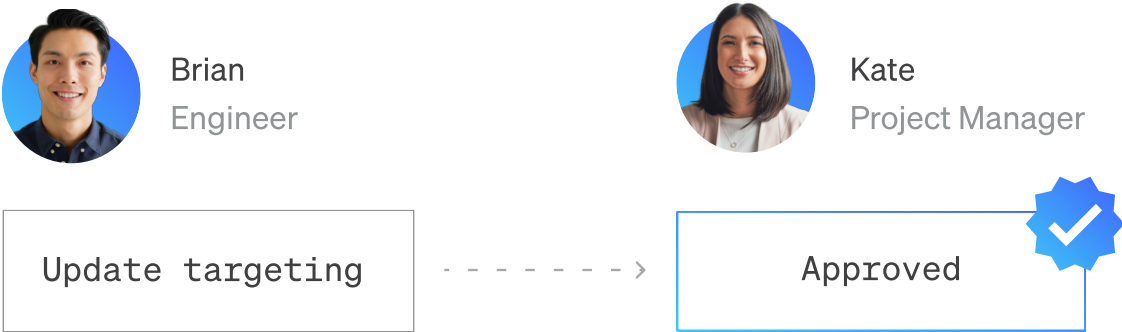 Brian
Engineer
Kate
Project Manager
Update targeting
Approved